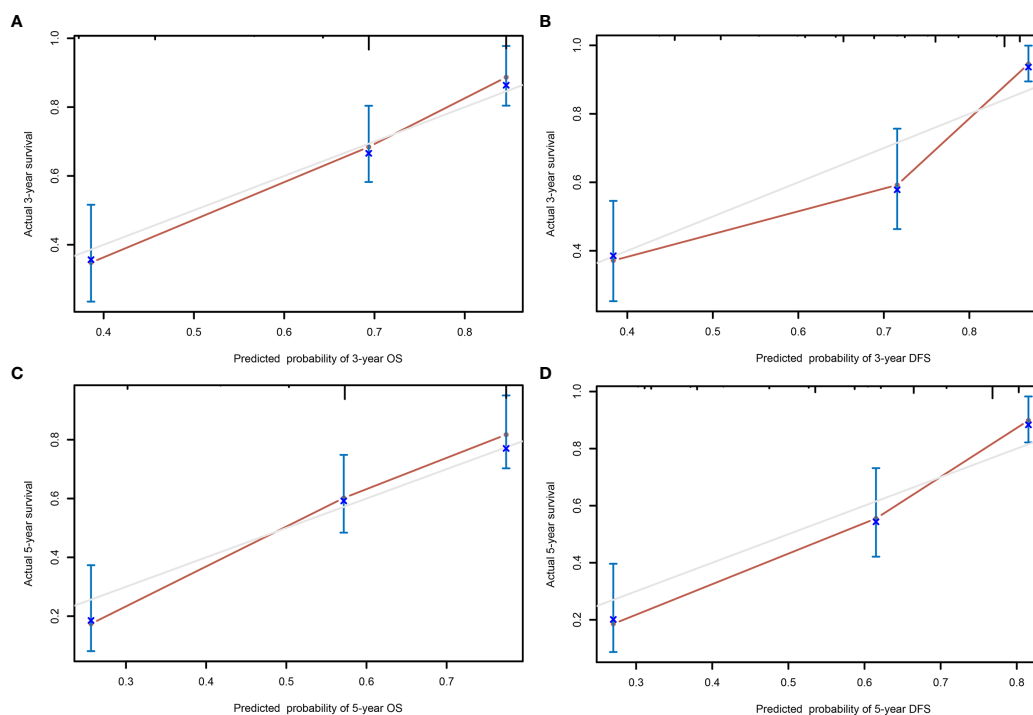 A
Actual 3-year survival
1.0
0.8
0.6
0.4
0.4 0.5 0.6 0.7 0.8
Predicted probability of 3-year OS
B
Actual 3-year survival
1.0
0.8
0.6
0.4
0.4 0.5 0.6 0.7 0.8
Predicted probability of 3-year DFS
C
Actual 5-year survival
0.8
0.6
0.4
0.2
0.3 0.4 0.5 0.6 0.7
Predicted probability of 5-year OS
D
Actual 5-year survival
1.0
0.8
0.6
0.4
0.2
0.3 0.4 0.5 0.6 0.7 0.8
Predicted probability of 5-year DFS